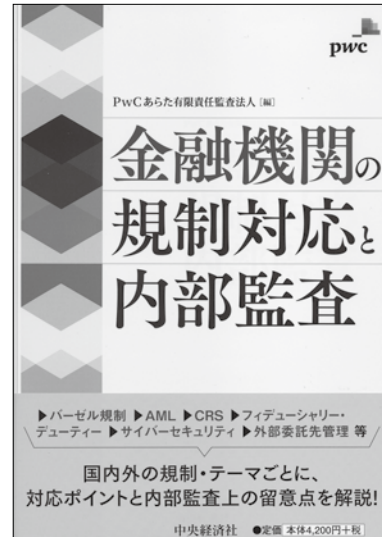 pwc
PwCあらた有限責任監査法人［編］
金融機関の
規制対応と
内部監査
▶バーゼル規制 ▶AML ▶CRS ▶フィデューシャリー・
デューティー ▶サイバーセキュリティ ▶外部委託先管理 等
国内外の規制・テーマごとに、
対応ポイントと内部監査上の留意点を解説！
中央経済社 ●定価 本体4,200円+税